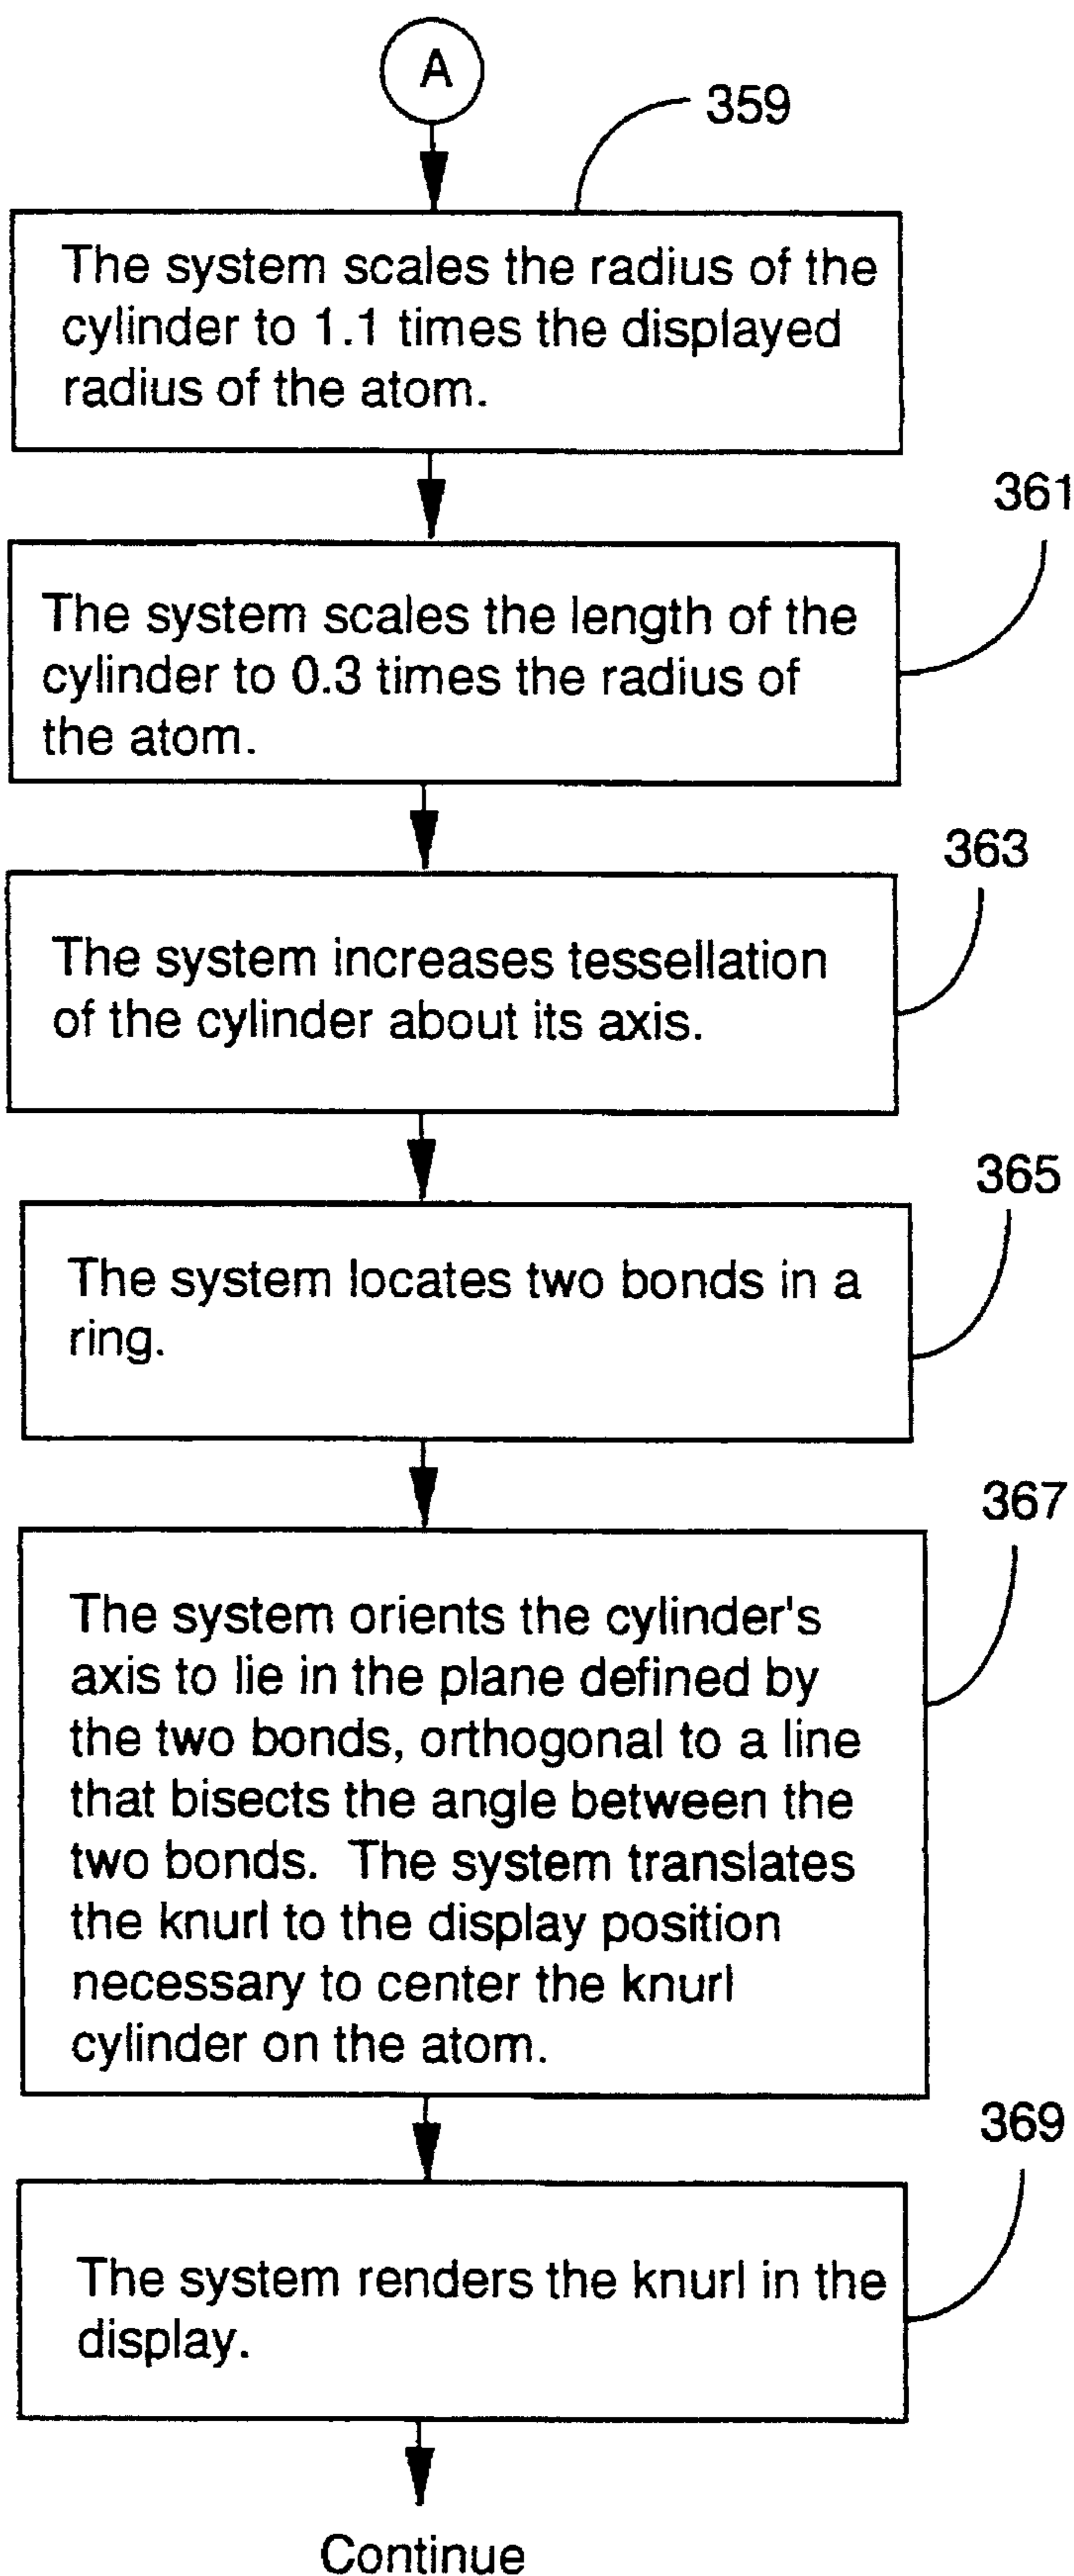 A
359
The system scales the radius of the
cylinder to 1.1 times the displayed
radius of the atom.
361
The system scales the length of the
cylinder to 0.3 times the radius of
the atom.
363
The system increases tessellation
of the cylinder about its axis.
365
The system locates two bonds in a
ring.
367
The system orients the cylinder's
axis to lie in the plane defined by
the two bonds, orthogonal to a line
that bisects the angle between the
two bonds. The system translates
the knurl to the display position
necessary to center the knurl
cylinder on the atom.
369
The system renders the knurl in the
display.
Continue